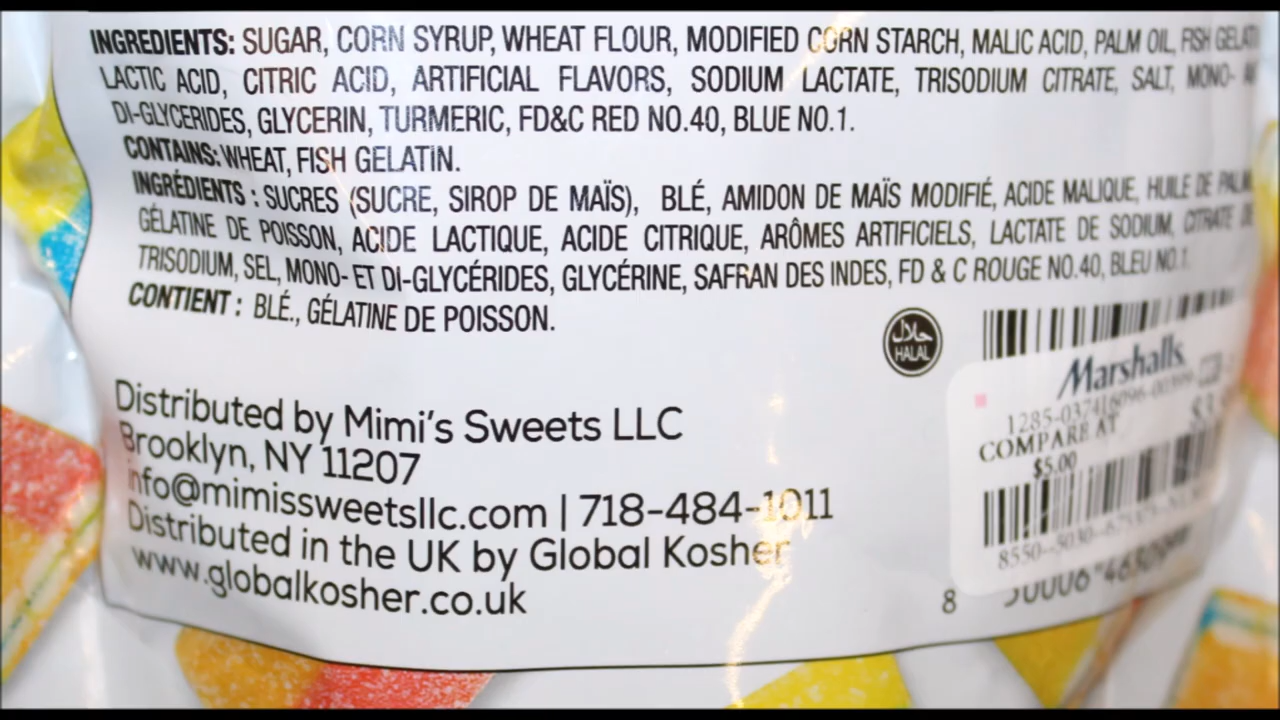 INGREDIENTS: SUGAR, CORN SYRUP, WHEAT FLOUR, MODIFIED CORN STARCH, MALIC ACID, PALM OIL, FISH GELATI
LACTIC ACID, CITRIC ACID, ARTIFICIAL FLAVORS, SODIUM LACTATE, TRISODIUM CITRATE, SALT, MONO-
DI-GLYCERIDES, GLYCERIN, TURMERIC, FD&C RED NO.40, BLUE NO.1.
CONTAINS: WHEAT, FISH GELATIN.
INGRÉDIENTS : SUCRES (SUCRE, SIROP DE MAÏS), BLÉ, AMIDON DE MAÏS MODIFIÉ, ACIDE MALIQUE, HUILE DE PALM
GÉLATINE DE POISSON, ACIDE LACTIQUE, ACIDE CITRIQUE, ARÔMES ARTIFICIELS, LACTATE DE SODIUM, CITRATE DE
TRISODIUM, SEL, MONO- ET DI-GLYCÉRIDES, GLYCÉRINE, SAFRAN DES INDES, FD & C ROUGE NO.40, BLEU NO.1.
CONTIENT : BLÉ., GÉLATINE DE POISSON.
حلال
HALAL
Distributed by Mimi's Sweets LLC
Brooklyn, NY 11207
info@mimissweetsllc.com | 718-484-1011
Distributed in the UK by Global Kosher
www.globalkosher.co.uk
Marshalls
COMPARE AT
$5.00
8